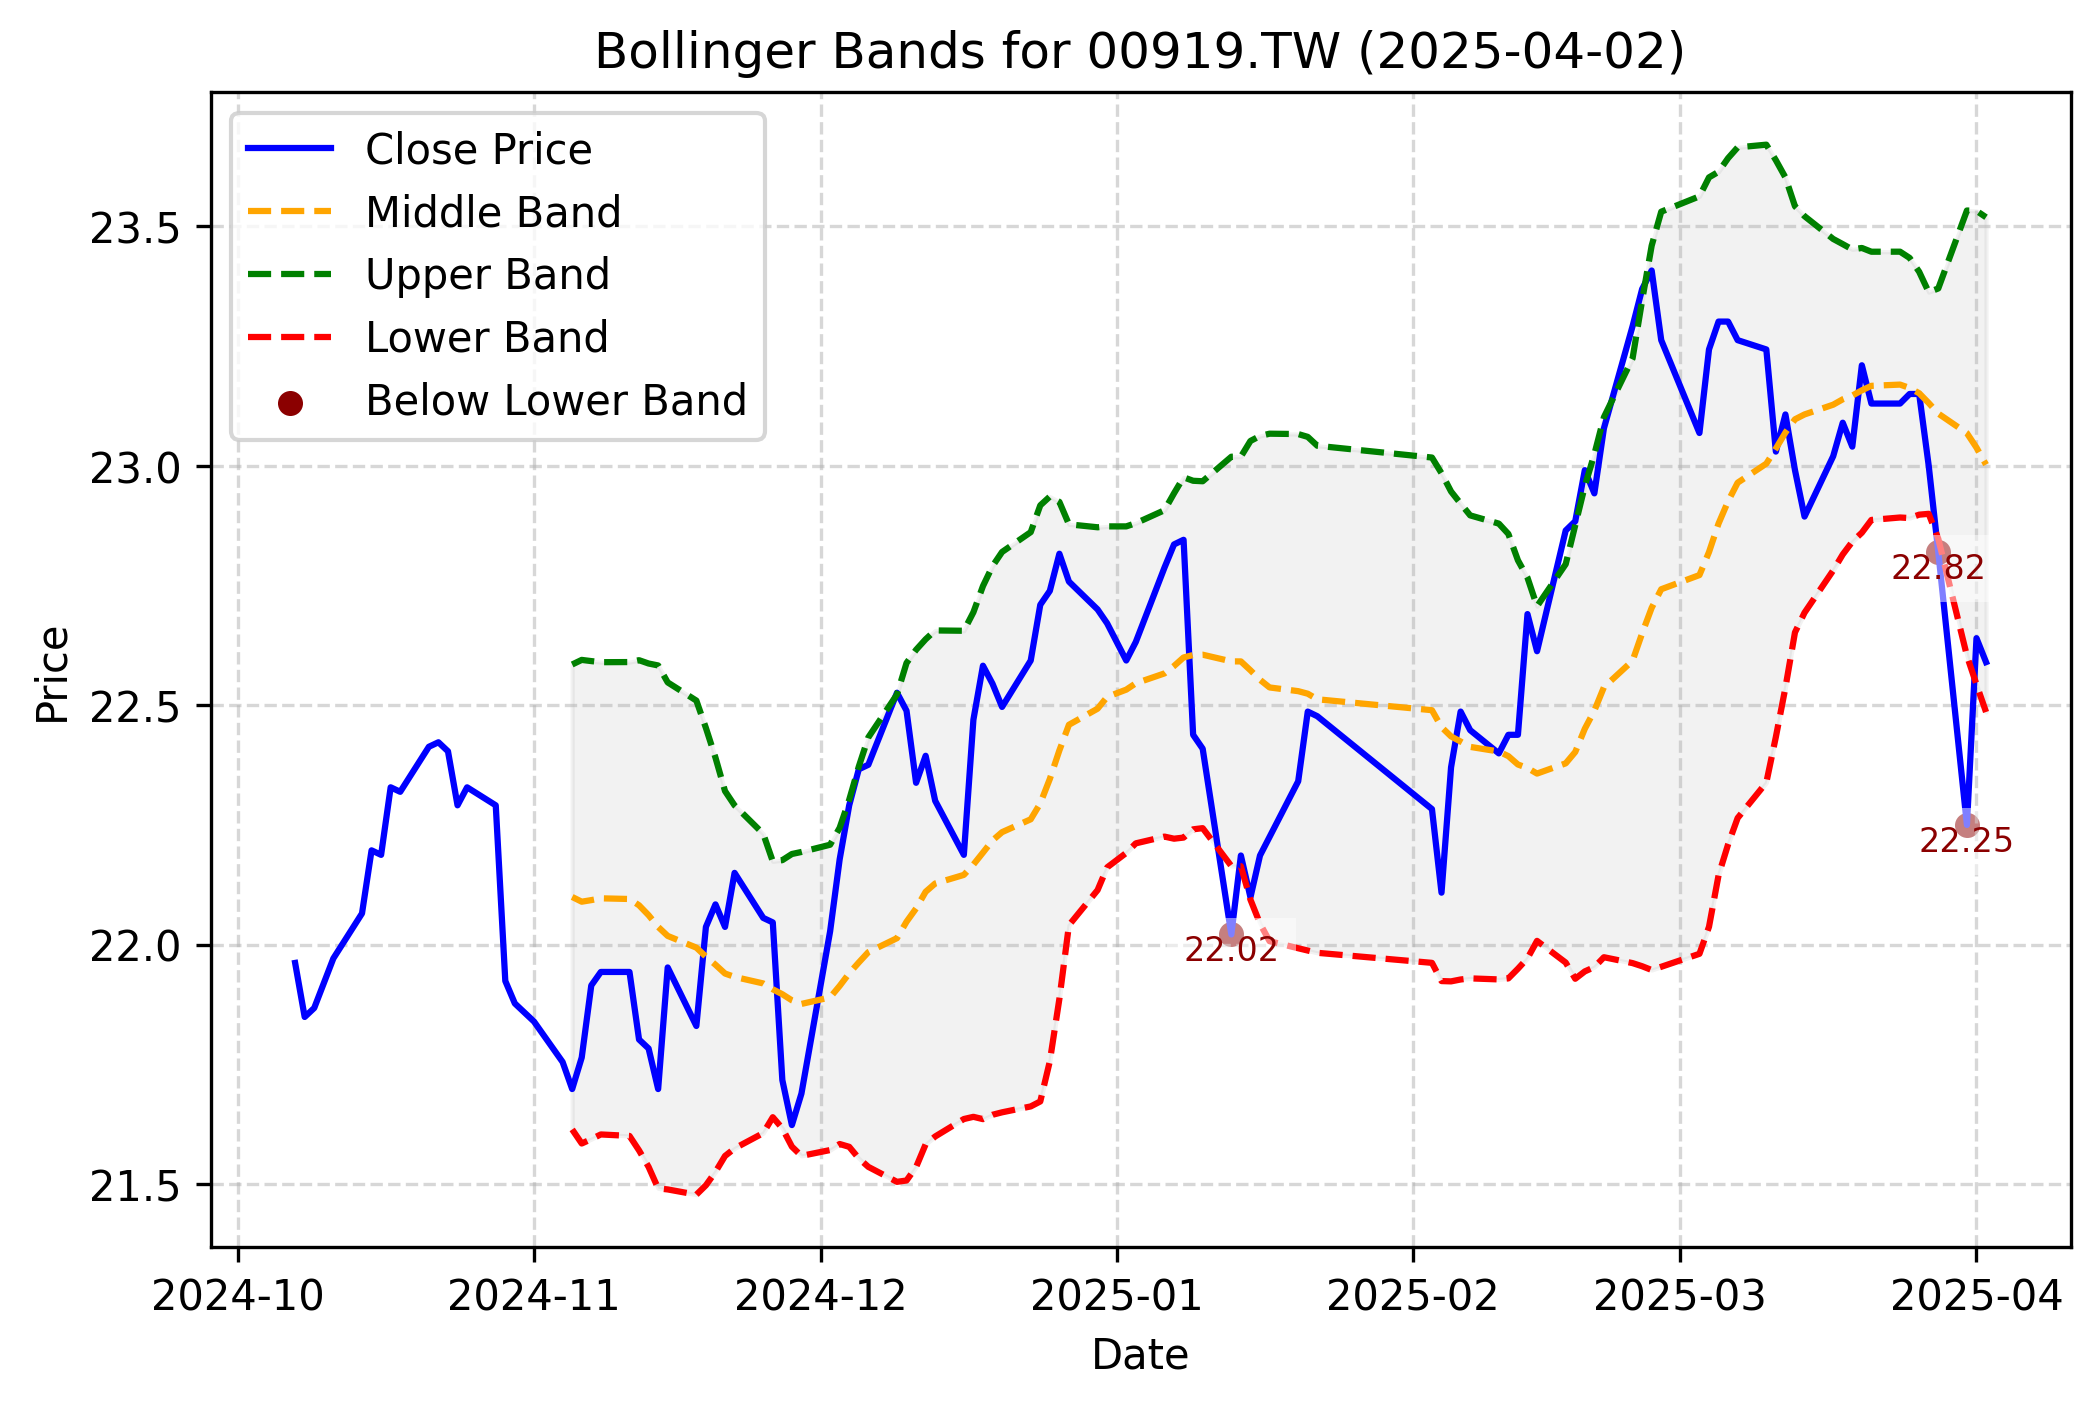 Bollinger Bands for 00919.TW (2025-04-02)
Close Price
Middle Band
Upper Band
Lower Band
Below Lower Band
23.5
23.0
22.5
22.0
21.5
Price
22.82
22.25
22.02
2024-10
2024-11
2024-12
2025-01
2025-02
2025-03
2025-04
Date